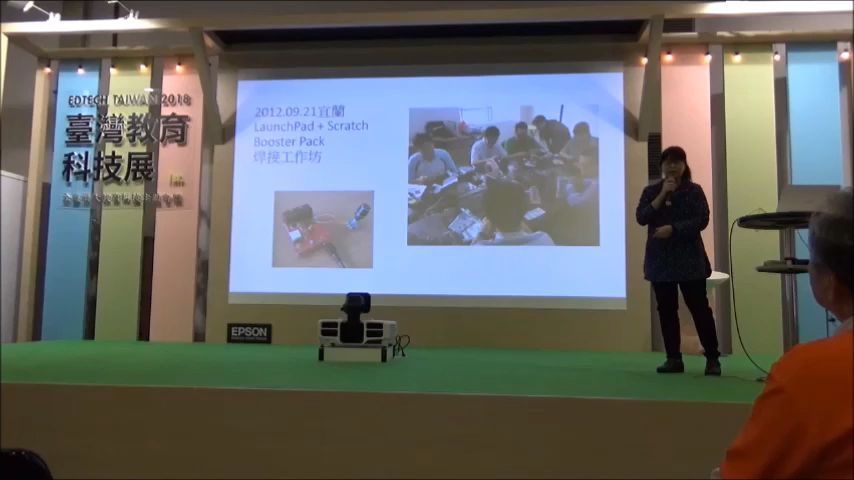 EDTECH TAIWAN 2018
臺灣教育
科技展
2012.09.21宜蘭
LaunchPad + Scratch
Booster Pack
焊接工作坊
EPSON